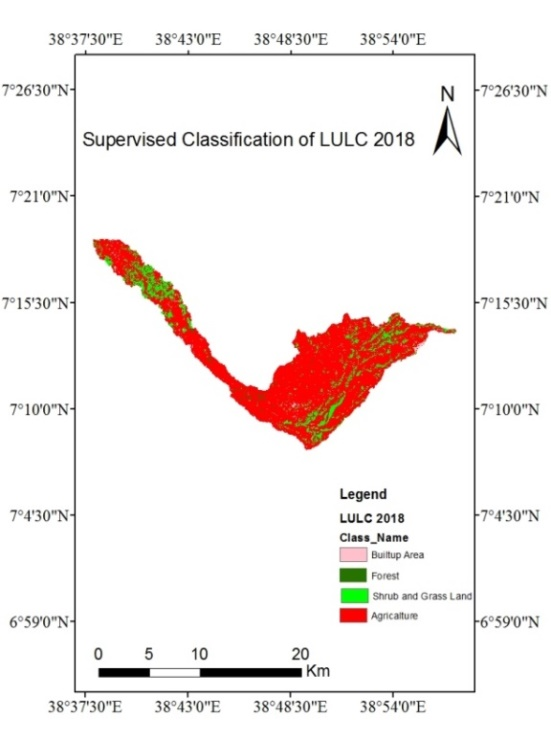 38°37'30"E 38°43'0"E 38°48'30"E 38°54'0"E
7°26'30"N 7°26'30"N
N
Supervised Classification of LULC 2018
7°21'0"N 7°21'0"N
7°15'30"N 7°15'30"N
7°10'0"N 7°10'0"N
Legend
7°4'30"N LULC 2018 7°4'30"N
Class_Name
Builtup Area
Forest
Shrub and Grass Land
6°59'0"N Agricalture 6°59'0"N
0 5 10 20
Km
38°37'30"E 38°43'0"E 38°48'30"E 38°54'0"E